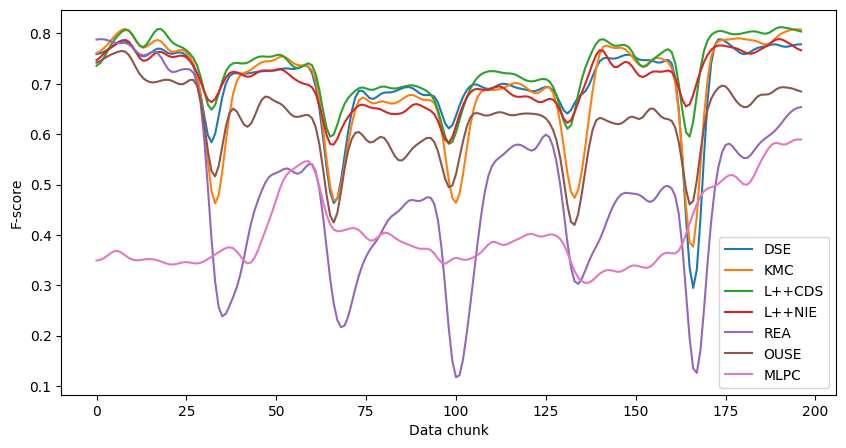 F-score
0.8
0.7
0.6
0.5
0.4
0.3
0.2
0.1
0
25
50
75
100
125
150
175
200
Data chunk
DSE
KMC
L++CDS
L++NIE
REA
OUSE
MLPC